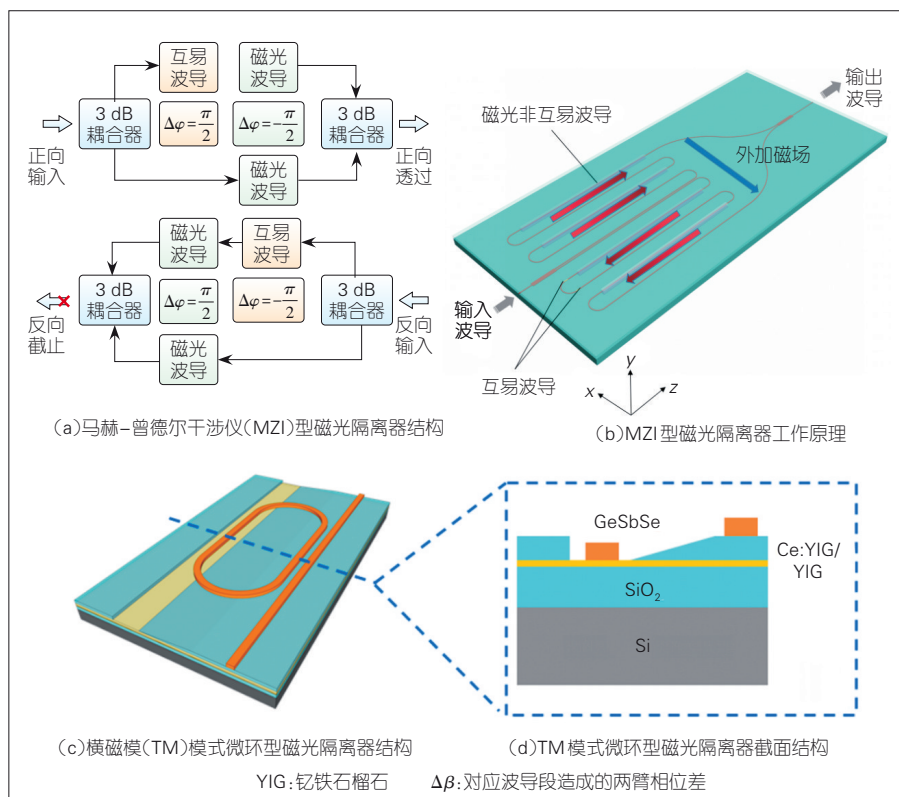 互易
波导
磁光
波导
3 dB
耦合器
Δφ=π/2
Δφ=-π/2
3 dB
耦合器
正向
输入
磁光
波导
正向
透过
磁光
波导
互易
波导
3 dB
耦合器
Δφ=π/2
Δφ=-π/2
3 dB
耦合器
反向
截止
磁光
波导
反向
输入
(a)马赫-曾德尔干涉仪(MZI)型磁光隔离器结构
输出
波导
磁光非互易波导
外加磁场
输入
波导
互易波导
y
x
z
(b)MZI型磁光隔离器工作原理
GeSbSe
Ce:YIG/
YIG
SiO₂
Si
(c)横磁模(TM)模式微环型磁光隔离器结构
(d)TM模式微环型磁光隔离器截面结构
YIG:钇铁石榴石 Δβ:对应波导段造成的两臂相位差